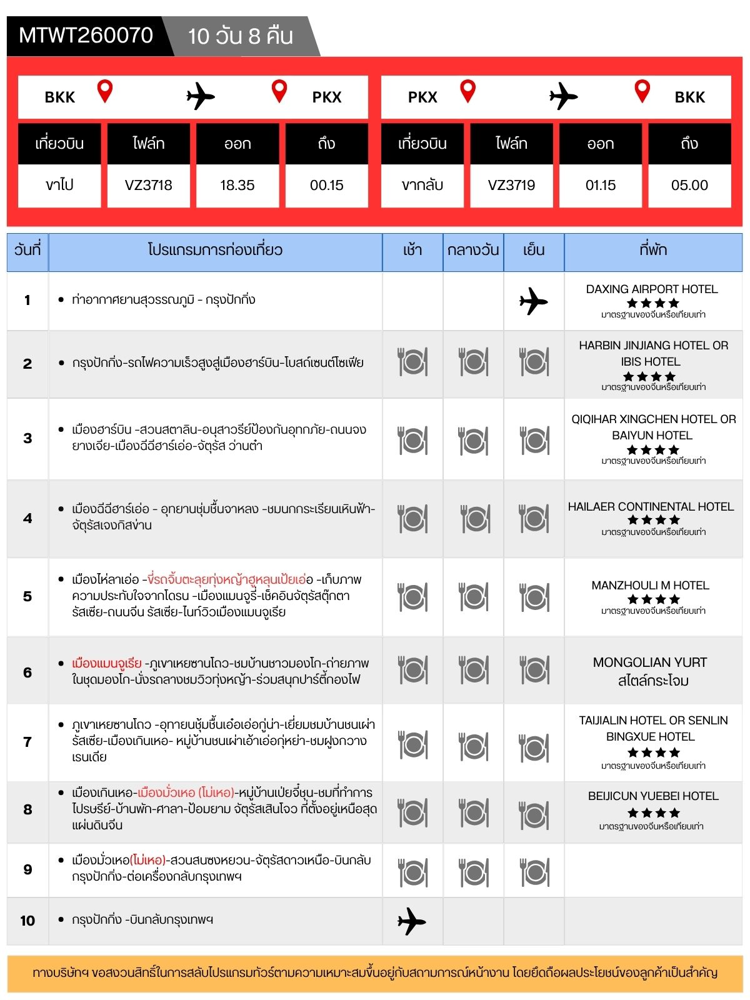 MTWT260070
10 วัน 8 คืน
BKK PKX
PKX BKK
เที่ยวบิน ไฟล์ท ออก ถึง
เที่ยวบิน ไฟล์ท ออก ถึง
ขาไป VZ3718 18.35 00.15
ขากลับ VZ3719 01.15 05.00
วันที่ โปรแกรมการท่องเที่ยว เช้า กลางวัน เย็น ที่พัก
1
• ท่าอากาศยานสุวรรณภูมิ - กรุงปักกิ่ง
DAXING AIRPORT HOTEL
★★★★
มาตรฐานของจีนหรือเทียบเท่า
2
• กรุงปักกิ่ง-รถไฟความเร็วสูงสู่เมืองฮาร์บิน-โบสถ์เซนต์โซเฟีย
HARBIN JINJIANG HOTEL OR
IBIS HOTEL
★★★★
มาตรฐานของจีนหรือเทียบเท่า
3
• เมืองฮาร์บิน -สวนสตาลิน-อนุสาวรีย์ป้องกันอุทกภัย-ถนนจง
ยางเจีย-เมืองฉีฉีฮาร์เอ่อ-จัตุรัส ว่านต๋า
QIQIHAR XINGCHEN HOTEL OR
BAIYUN HOTEL
★★★★
มาตรฐานของจีนหรือเทียบเท่า
4
• เมืองฉีฉีฮาร์เอ่อ - อุทยานชุ่มชื้นจาหลง -ชมนกกระเรียนเหินฟ้า-
จัตุรัสเจงกิสข่าน
HAILAER CONTINENTAL HOTEL
★★★★
มาตรฐานของจีนหรือเทียบเท่า
5
• เมืองไห่ลาเอ่อ -ขี่รถจิ๊บตะลุยทุ่งหญ้าฮูหลุนเป้ยเอ่อ -เก็บภาพ
ความประทับใจจากโดรน -เมืองแมนจูรี่-เช็คอินจัตุรัสตุ๊กตา
รัสเซีย-ถนนจีน รัสเซีย-ไนท์วิวเมืองแมนจูเรีย
MANZHOULI M HOTEL
★★★★
มาตรฐานของจีนหรือเทียบเท่า
6
• เมืองแมนจูเรีย -ภูเขาเหยซานโถว-ชมบ้านชาวมองโก-ถ่ายภาพ
ในชุดมองโก-นั่งรถลางชมวิวทุ่งหญ้า-ร่วมสนุกปาร์ตี้กองไฟ
MONGOLIAN YURT
สไตล์กระโจม
7
• ภูเขาเหยซานโถว -อุทายนชุ้มชื้นเอ๋อเอ่อกู่น่า-เยี่ยมชมบ้านชนเผ่า
รัสเซีย-เมืองเกินเหอ- หมู่บ้านชนเผ่าเอ้าเอ่อกุ่หย่า-ชมฝูงกวาง
เรนเดีย
TAIJIALIN HOTEL OR SENLIN
BINGXUE HOTEL
★★★★
มาตรฐานของจีนหรือเทียบเท่า
8
• เมืองเกินเหอ-เมืองมั่วเหอ (โม่เหอ)-หมู่บ้านเป่ยจี๋ชุน-ชมที่ทำการ
ไปรษรีย์-บ้านพัก-ศาลา-ป้อมยาม จัตุรัสเสินโจว ที่ตั้งอยู่เหนือสุด
แผ่นดินจีน
BEIJICUN YUEBEI HOTEL
★★★★
มาตรฐานของจีนหรือเทียบเท่า
9
• เมืองมั่วเหอ(โม่เหอ)-สวนสนซงหยวน-จัตุรัสดาวเหนือ-บินกลับ
กรุงปักกิ่ง-ต่อเครื่องกลับกรุงเทพฯ
10
• กรุงปักกิ่ง -บินกลับกรุงเทพฯ
ทางบริษัทฯ ขอสงวนสิทธิ์ในการสลับโปรแกรมทัวร์ตามความเหมาะสมขึ้นอยู่กับสถานการณ์หน้างาน โดยยึดถือผลประโยชน์ของลูกค้าเป็นสำคัญ